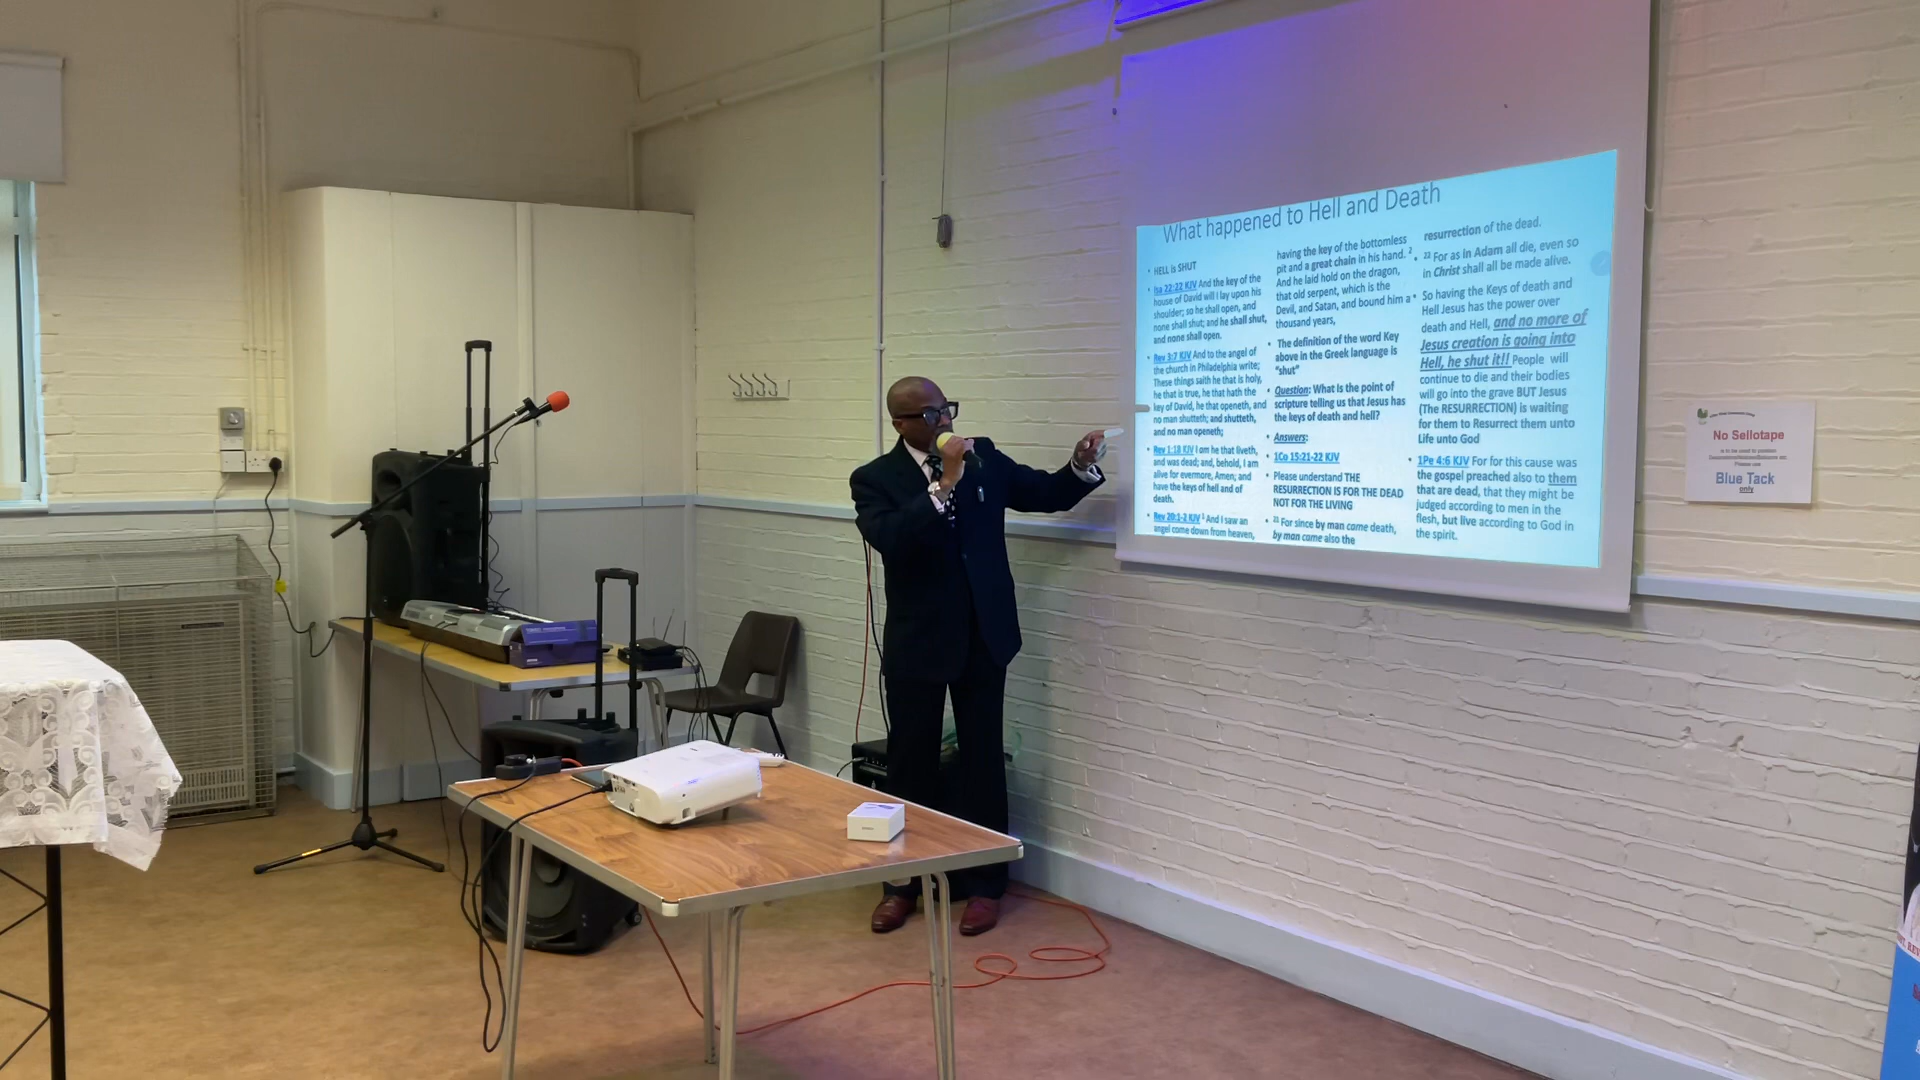 What happened to Hell and Death
• HELL is SHUT
• Isa 22:22 KJV And the key of the
house of David will I lay upon his
shoulder; so he shall open, and
none shall shut; and he shall shut,
and none shall open.
• Rev 3:7 KJV And to the angel of
the church in Philadelphia write;
These things saith he that is holy,
he that is true, he that hath the
key of David, he that openeth, and
no man shutteth; and shutteth,
and no man openeth;
• Rev 1:18 KJV I am he that liveth,
and was dead; and, behold, I am
alive for evermore, Amen; and
have the keys of hell and of
death.
• Rev 20:1-2 KJV 1 And I saw an
angel come down from heaven,
having the key of the bottomless
pit and a great chain in his hand. 2
And he laid hold on the dragon,
that old serpent, which is the
Devil, and Satan, and bound him a
thousand years,
• The definition of the word Key
above in the Greek language is
“shut”
• Question: What is the point of
scripture telling us that Jesus has
the keys of death and hell?
• Answers:
• 1Co 15:21-22 KJV
• Please understand THE
RESURRECTION IS FOR THE DEAD
NOT FOR THE LIVING
• 21 For since by man came death,
by man came also the
resurrection of the dead.
• 22 For as in Adam all die, even so
in Christ shall all be made alive.
• So having the Keys of death and
Hell Jesus has the power over
death and Hell, and no more of
Jesus creation is going into
Hell, he shut it!! People will
continue to die and their bodies
will go into the grave BUT Jesus
(The RESURRECTION) is waiting
for them to Resurrect them unto
Life unto God
• 1Pe 4:6 KJV For for this cause was
the gospel preached also to them
that are dead, that they might be
judged according to men in the
flesh, but live according to God in
the spirit.
No Sellotape
is to be used to position
Please use
Blue Tack
only